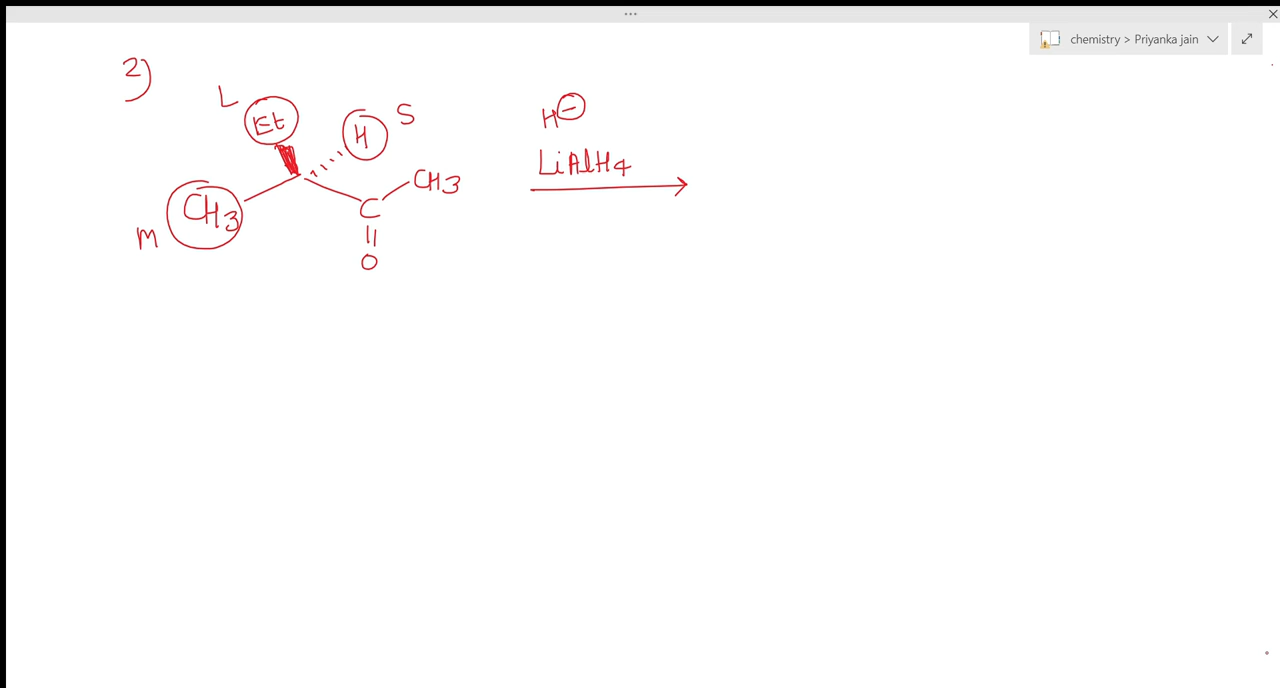 chemistry > Priyanka jain
2)
L
Et
H
S
CH3
M
C
CH3
O
H⊖
LiAlH4